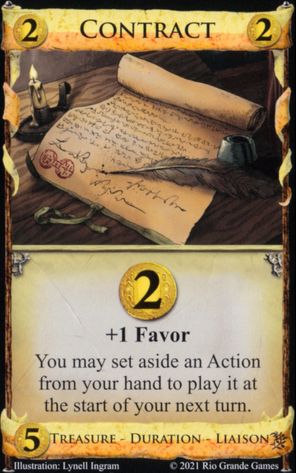 2 CONTRACT 2
2
+1 Favor
You may set aside an Action
from your hand to play it at
the start of your next turn.
5 TREASURE - DURATION - LIAISON
Illustration: Lynell Ingram © 2021 Rio Grande Games